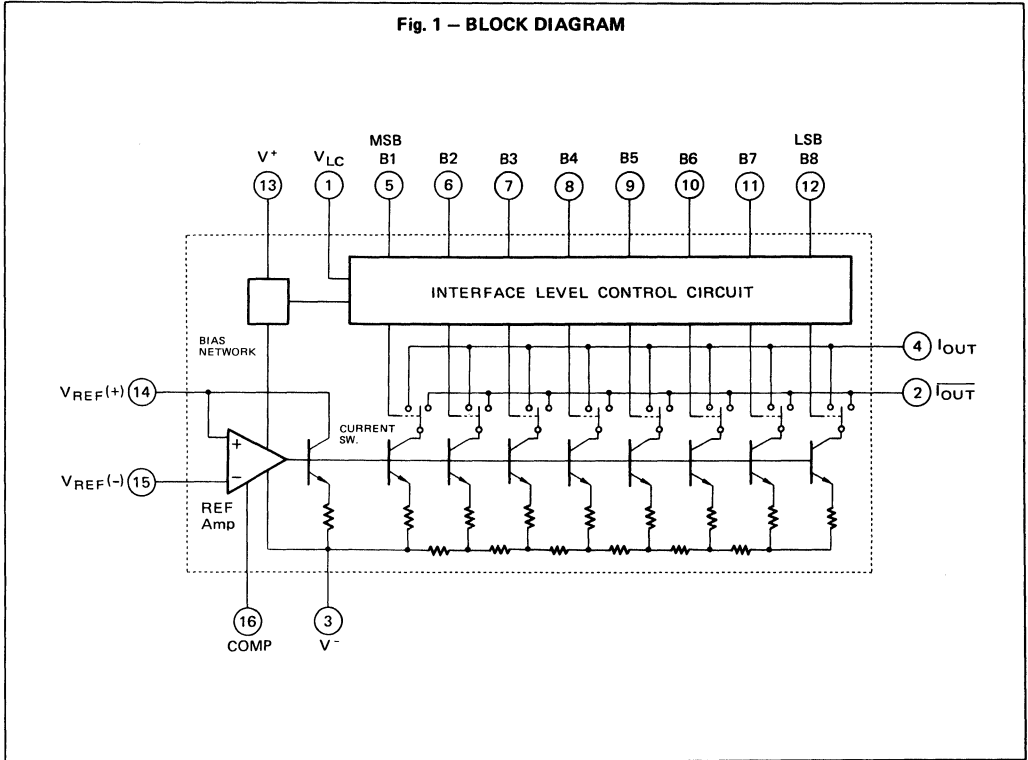 Fig. 1 — BLOCK DIAGRAM
MSB LSB
V+ VLC B1 B2 B3 B4 B5 B6 B7 B8
13 1 5 6 7 8 9 10 11 12
INTERFACE LEVEL CONTROL CIRCUIT
BIAS
NETWORK
4 IOUT
VREF(+) 14
2 IOUT
CURRENT
SW.
+
VREF(-) 15
−
REF
Amp
16 3
COMP V-